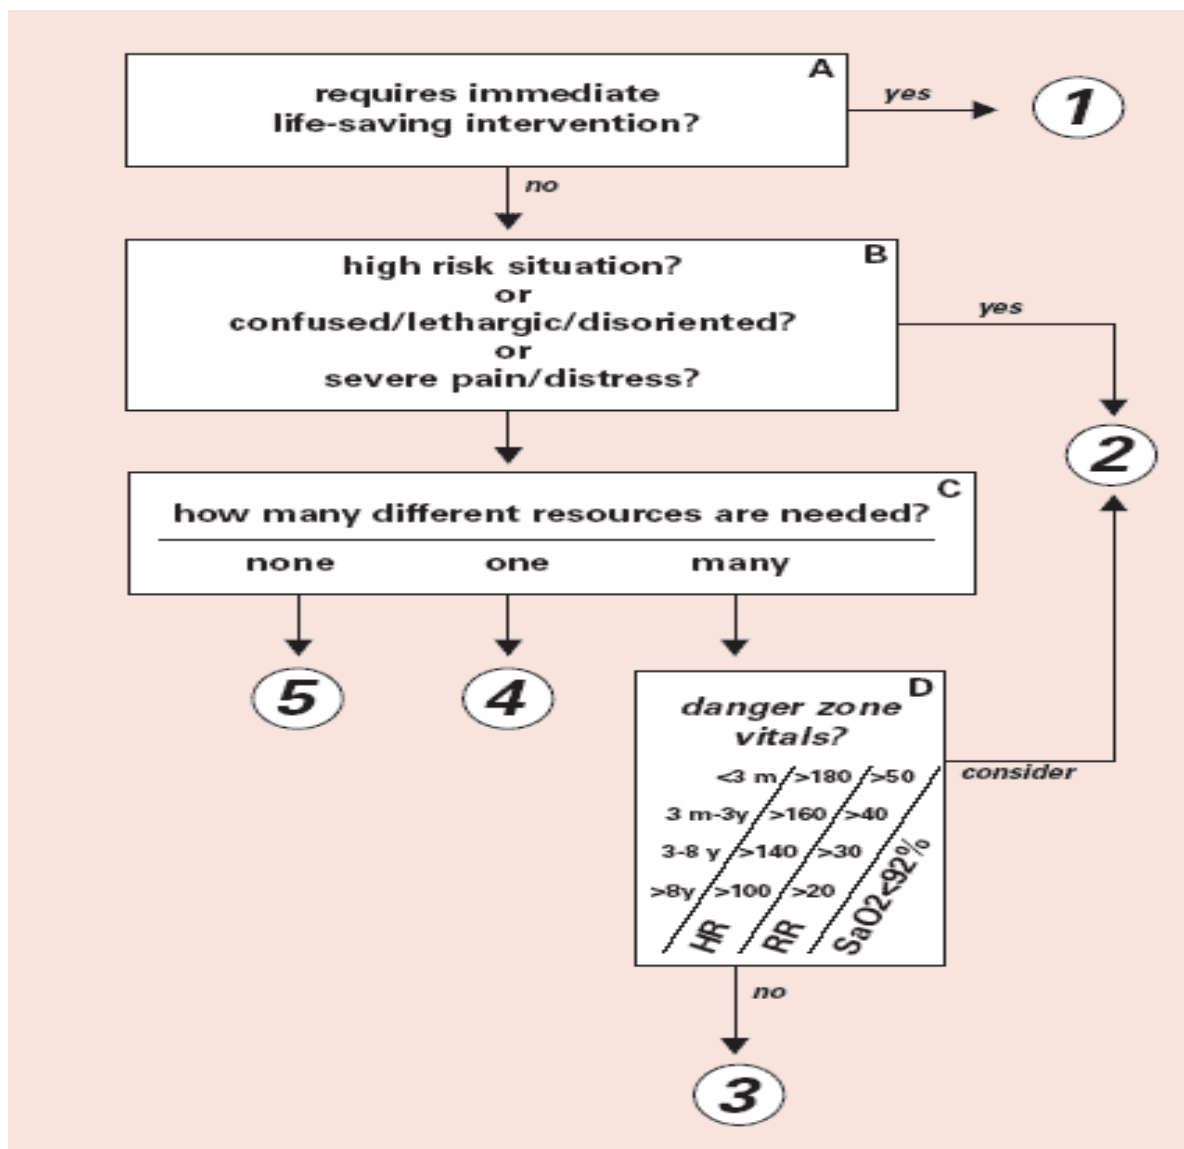 A
requires immediate
life-saving intervention?
yes
1
no
B
high risk situation?
or
confused/lethargic/disoriented?
or
severe pain/distress?
yes
2
C
how many different resources are needed?
none one many
5
4
D
danger zone
vitals?
<3 m >180 >50
3 m-3y >160 >40
3-8 y >140 >30
>8y >100 >20
HR RR SaO2<92%
consider
no
3